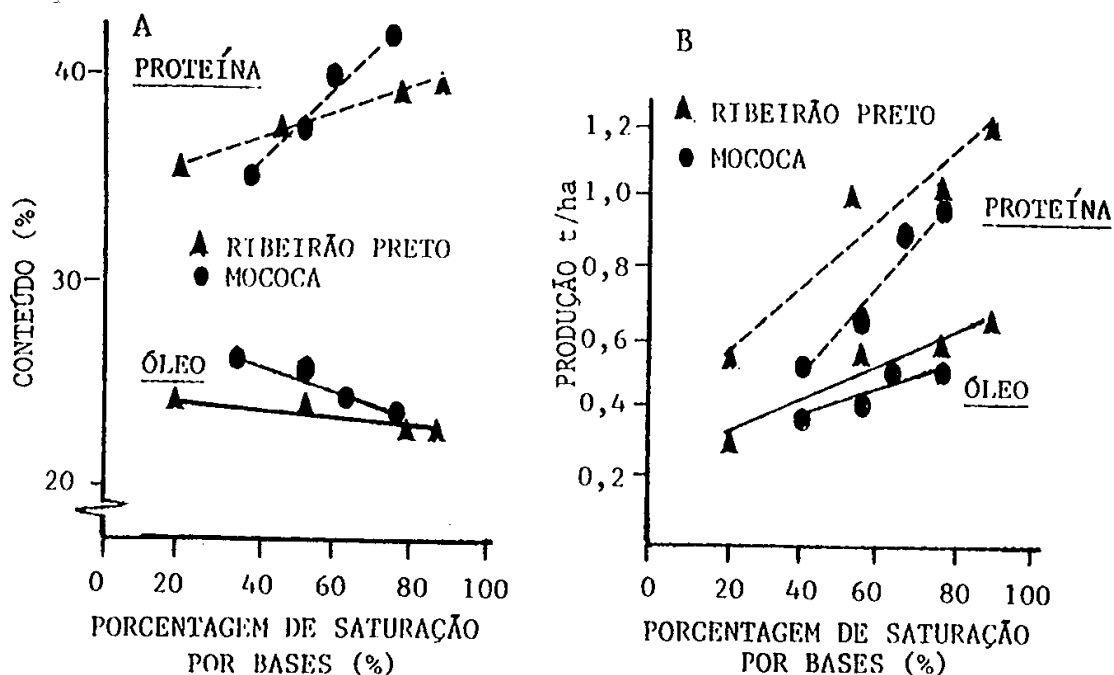 A
PROTEÍNA
40
30
20
CONTEÚDO (%)
▲ RIBEIRÃO PRETO
● MOCOCA
ÓLEO
0 20 40 60 80 100
PORCENTAGEM DE SATURAÇÃO
POR BASES (%)
B
▲ RIBEIRÃO PRETO
● MOCOCA
1,2
1,0
0,8
0,6
0,4
0,2
PRODUÇÃO t/ha
PROTEÍNA
ÓLEO
0 20 40 60 80 100
PORCENTAGEM DE SATURAÇÃO
POR BASES (%)